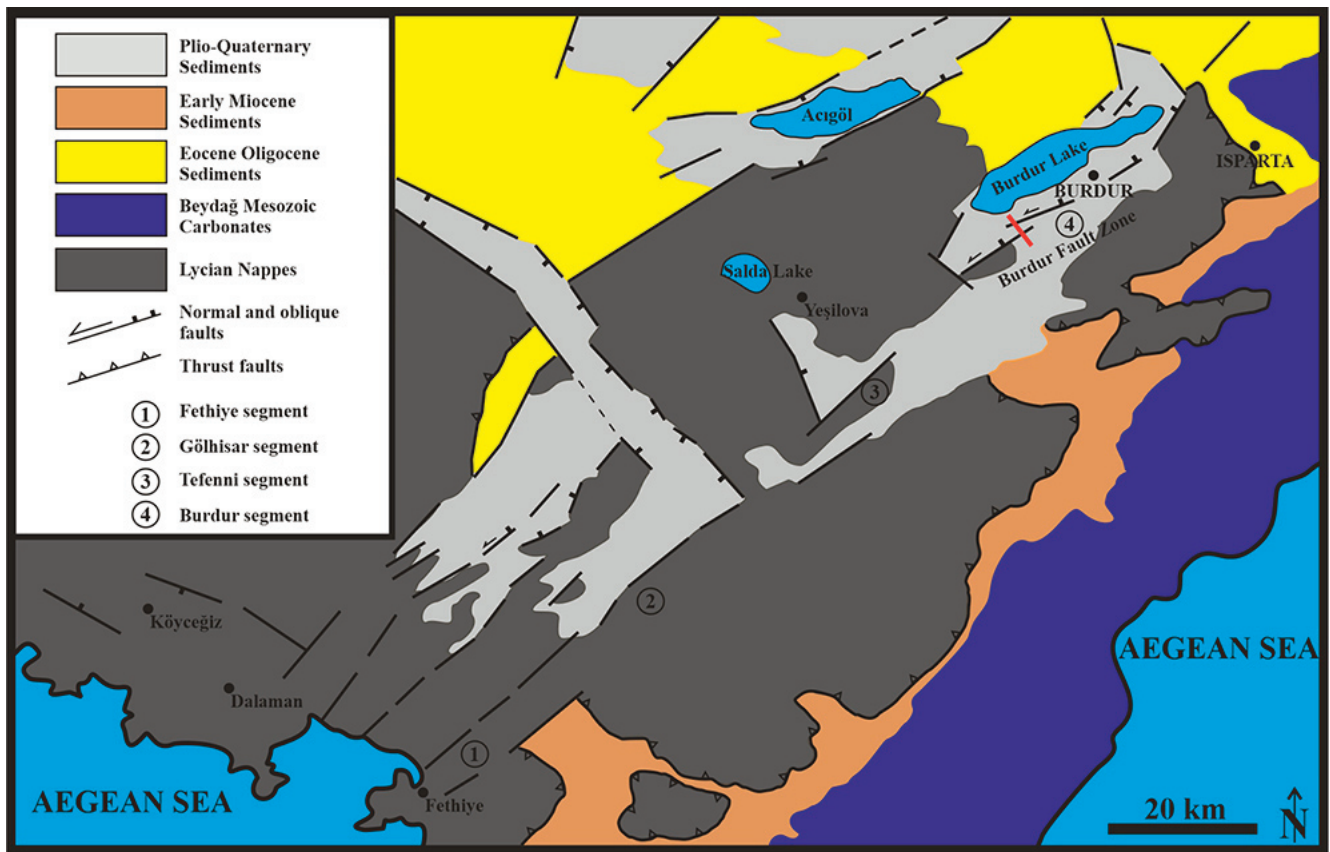 Plio-Quaternary
Sediments
Early Miocene
Sediments
Eocene Oligocene
Sediments
Beydağ Mesozoic
Carbonates
Lycian Nappes
Normal and oblique
faults
Thrust faults
1 Fethiye segment
2 Gölhisar segment
3 Tefenni segment
4 Burdur segment
Acıgöl
Burdur Lake
ISPARTA
BURDUR
4
Burdur Fault Zone
Salda Lake
Yeşilova
3
2
Köyceğiz
Dalaman
1
Fethiye
AEGEAN SEA
AEGEAN SEA
20 km
N